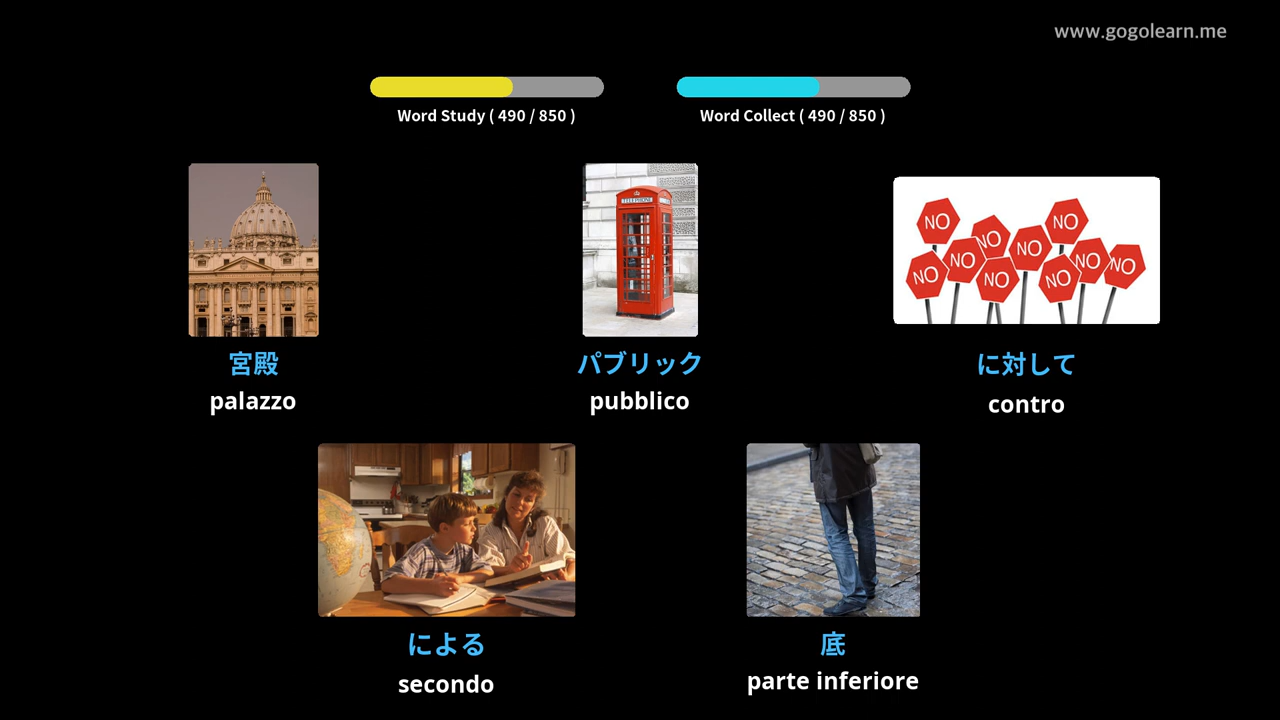 www.gogolearn.me
Word Study ( 490 / 850 )
Word Collect ( 490 / 850 )
TELEPHONE
NO
NO
NO
NO
NO
NO
NO
NO
NO
NO
宮殿
パブリック
に対して
palazzo
pubblico
contro
による
底
secondo
parte inferiore